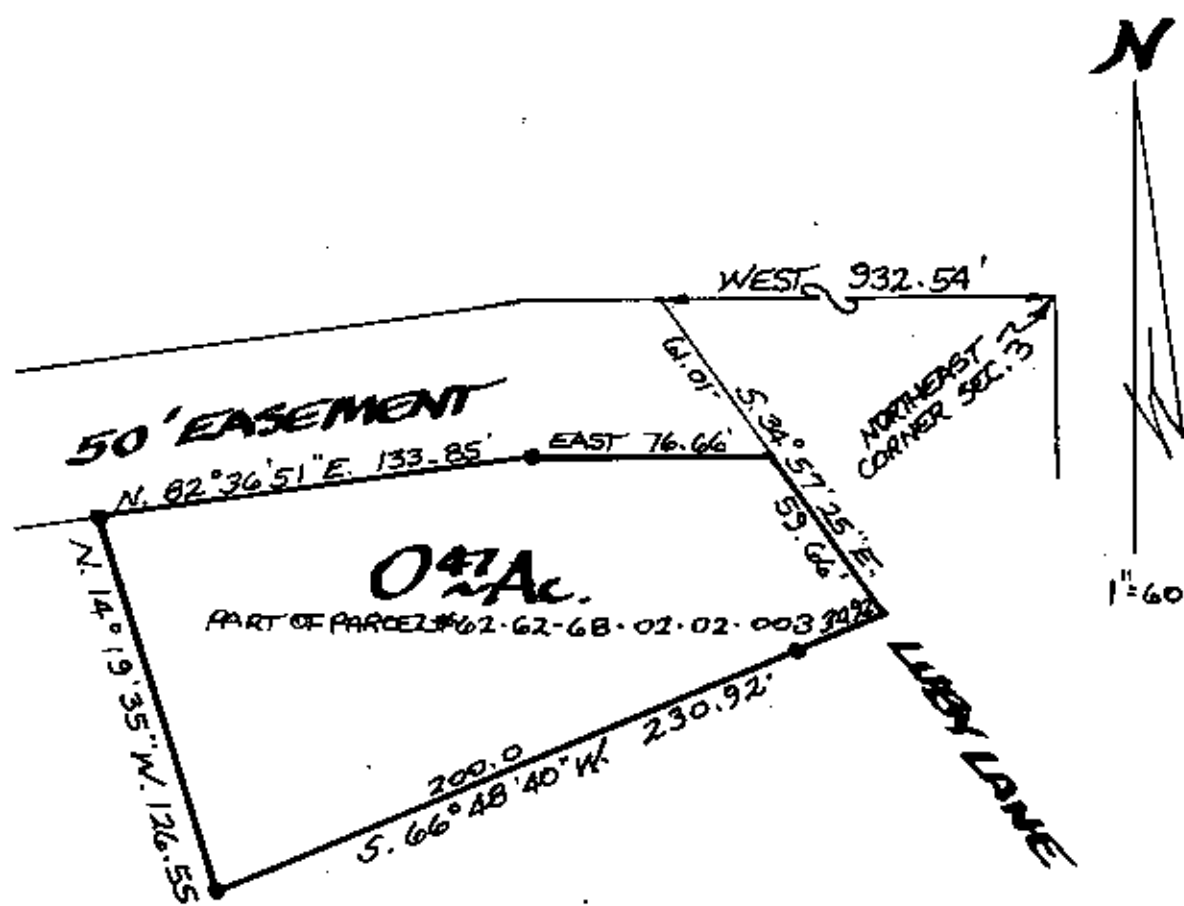 N
WEST 932.54'
61.01'
S. 34° 57' 25" E.
59.66'
NORTHEAST
CORNER SEC. 3
50' EASEMENT
EAST 76.66'
N. 82° 36' 51" E. 133.85'
0.47 Ac.
PART OF PARCEL #62-62-68-02-02-003
30.92
1"=60
N. 14° 19' 35" W. 126.55
200.0
S. 66° 48' 40" W. 230.92'
LANE